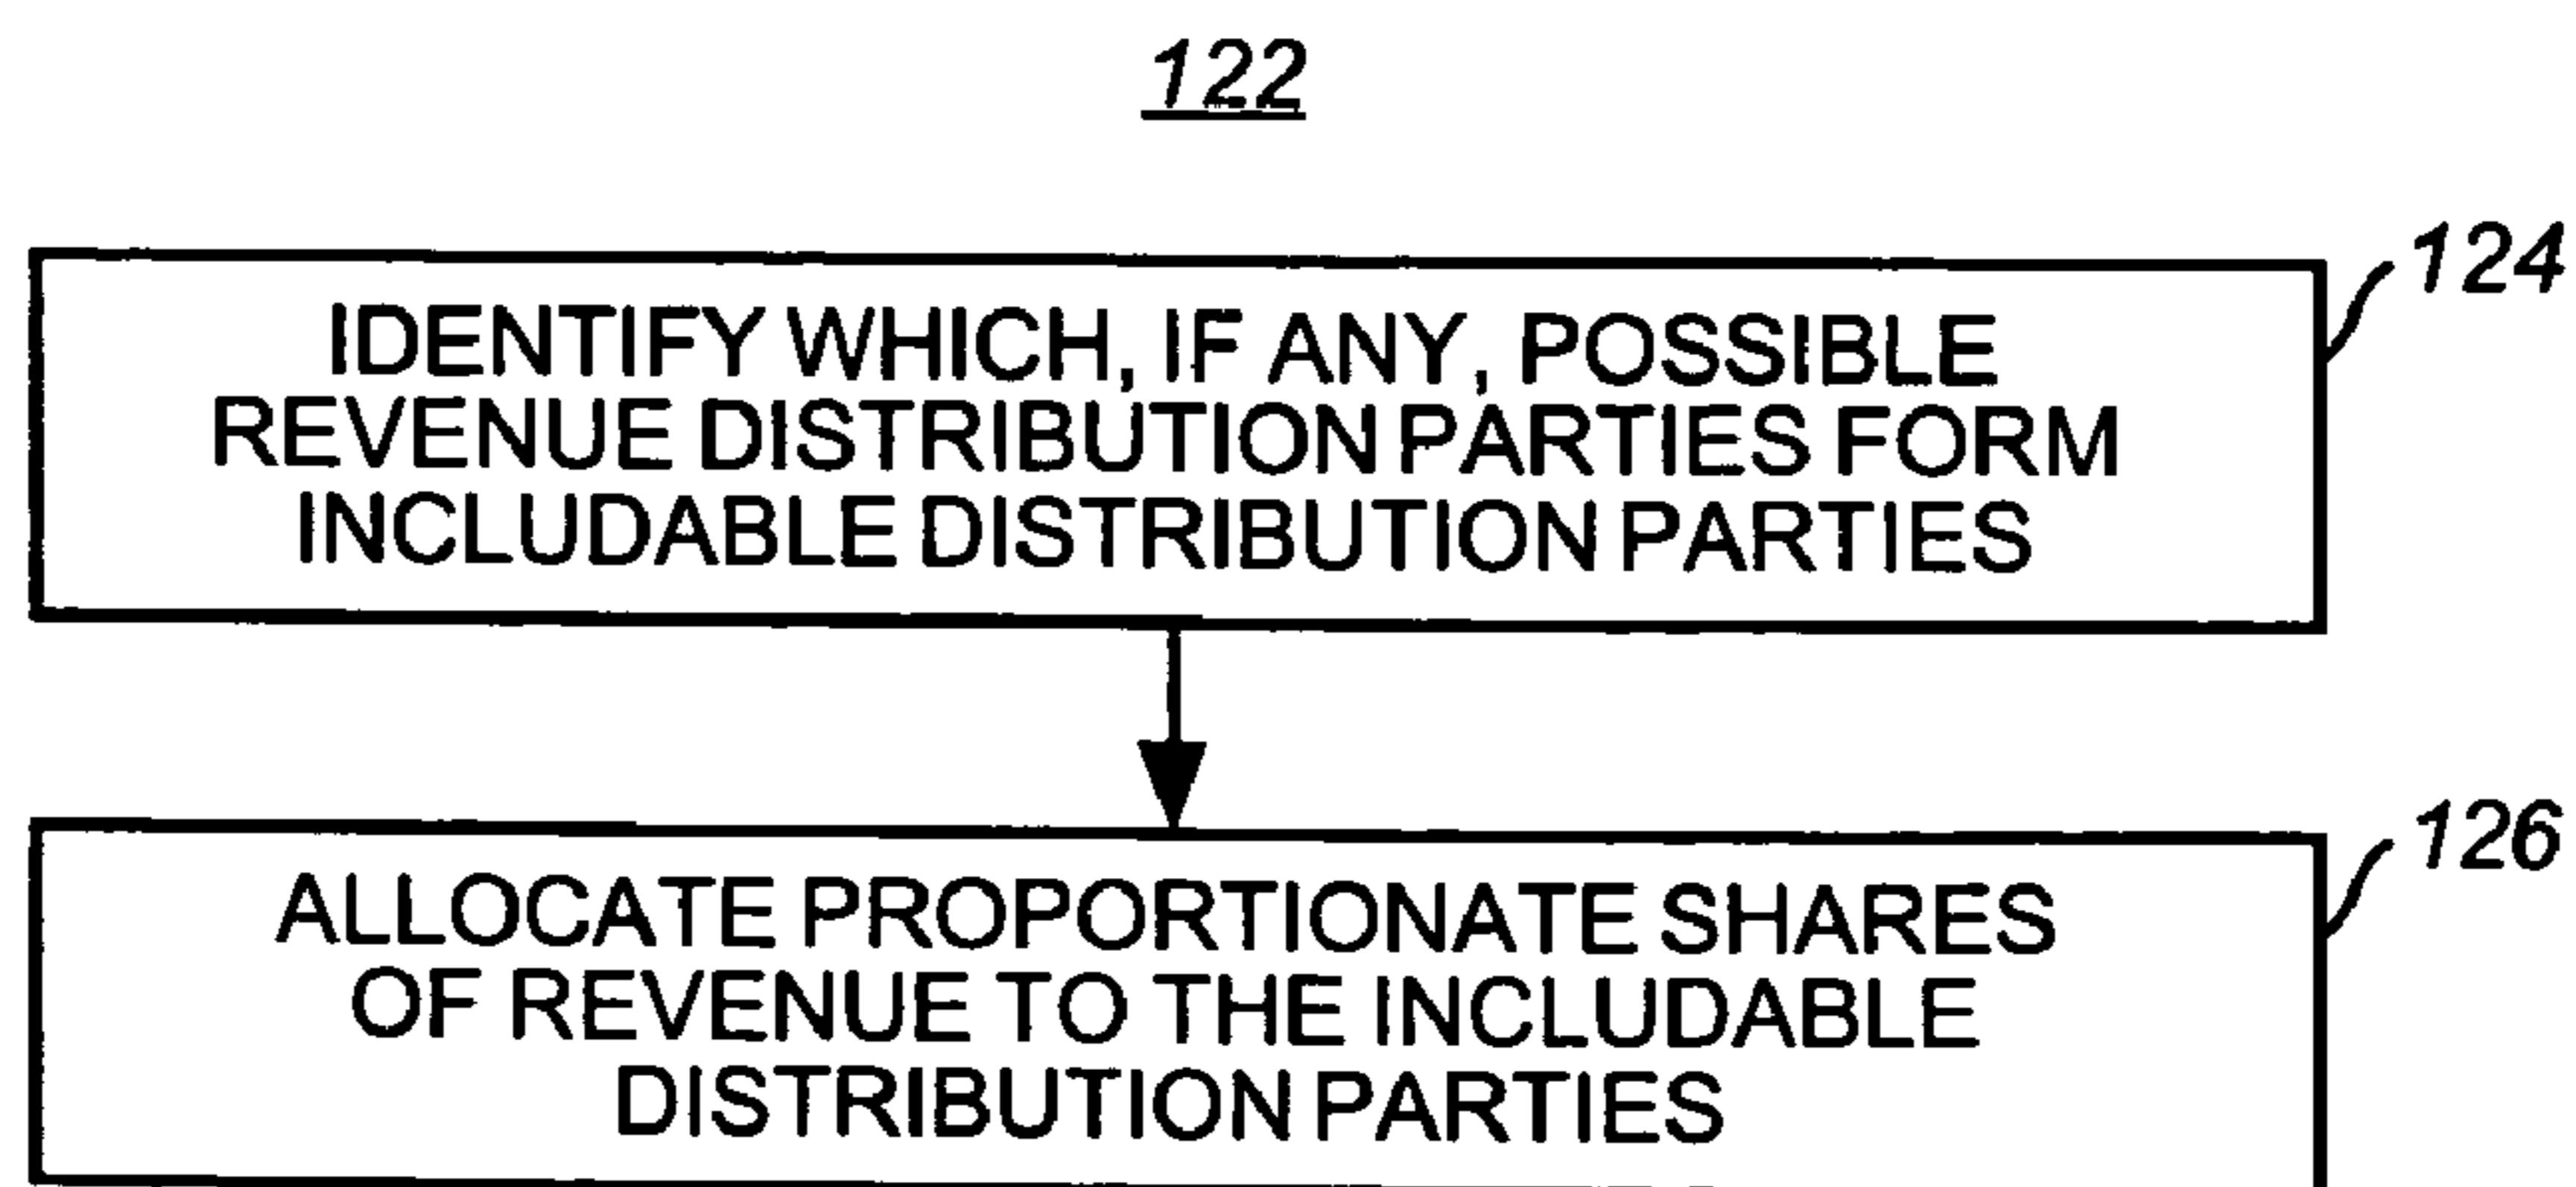 122
124
IDENTIFY WHICH, IF ANY, POSSIBLE
REVENUE DISTRIBUTION PARTIES FORM
INCLUDABLE DISTRIBUTION PARTIES
126
ALLOCATE PROPORTIONATE SHARES
OF REVENUE TO THE INCLUDABLE
DISTRIBUTION PARTIES